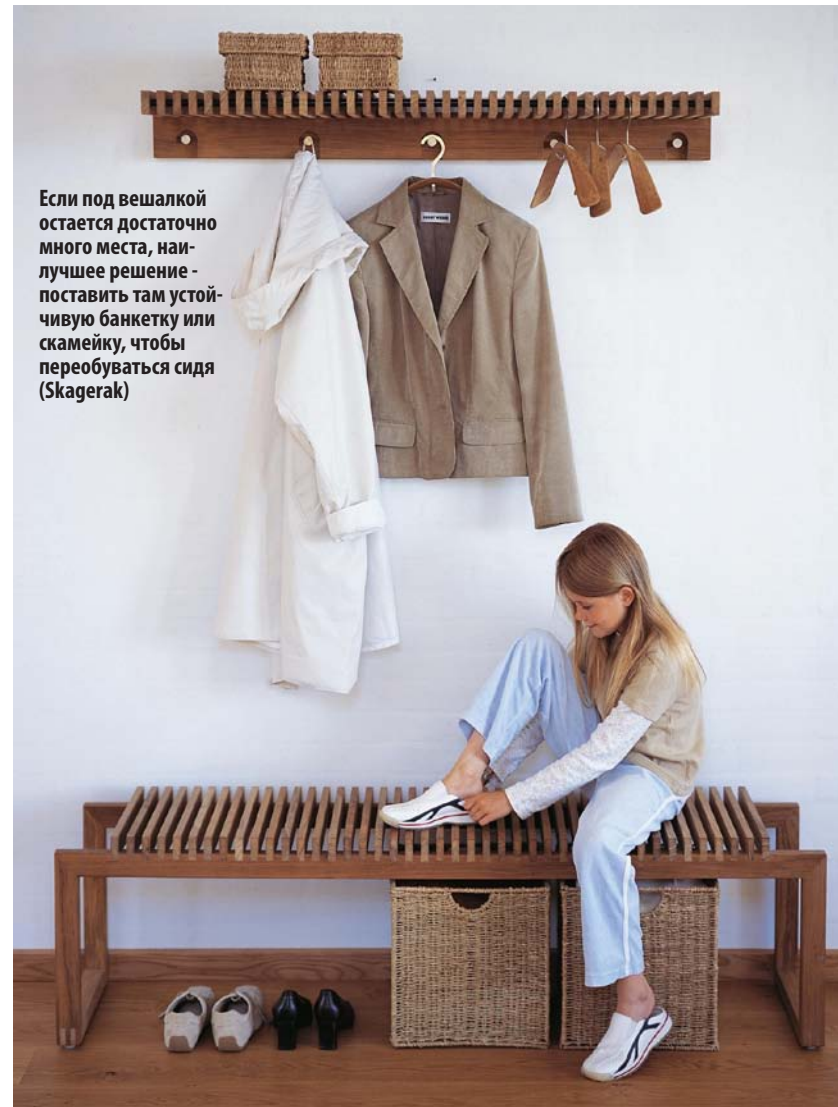 Если под вешалкой
остается достаточно
много места, наи-
лучшее решение -
поставить там устой-
чивую банкетку или
скамейку, чтобы
переобуваться сидя
(Skagerak)